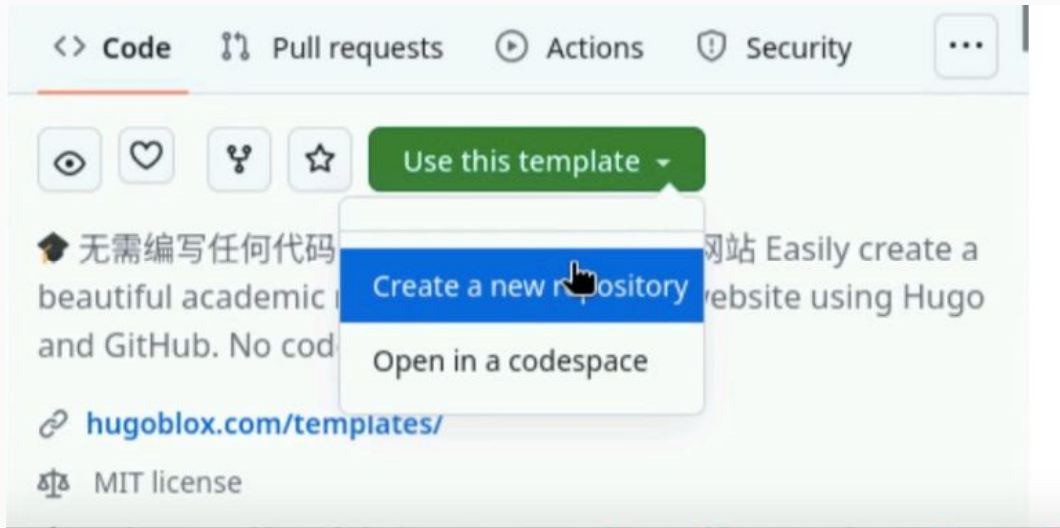 Code Pull requests Actions Security
Use this template
无需编写任何代码 网站 Easily create a
Create a new repository
beautiful academic website using Hugo
and GitHub. No cod
Open in a codespace
hugoblox.com/templates/
MIT license